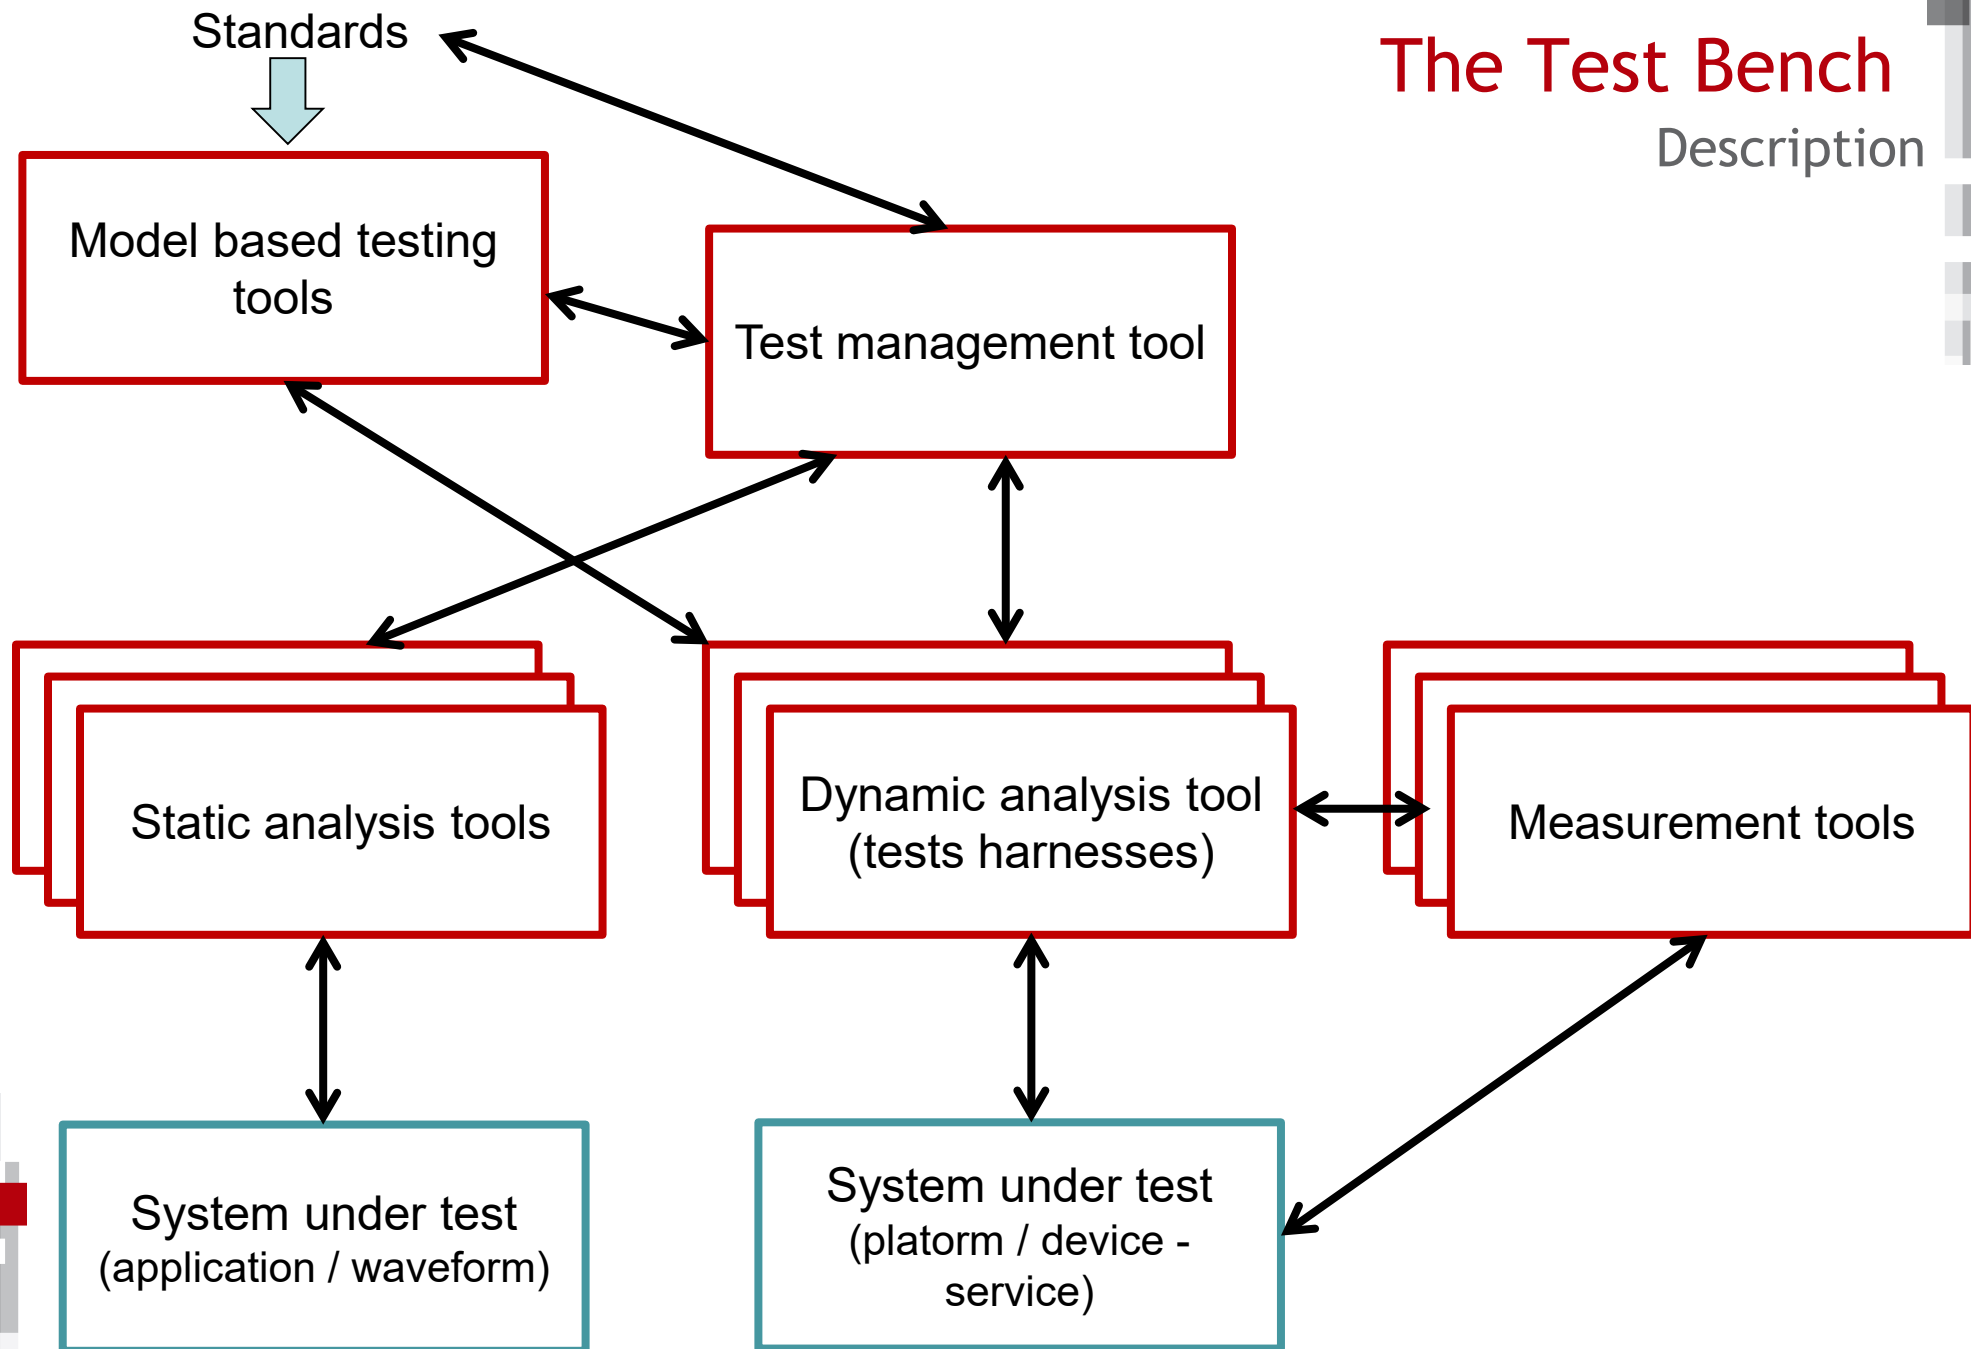 Standards
The Test Bench
Description
Model based testing
tools
Test management tool
Static analysis tools
Dynamic analysis tool
(tests harnesses)
Measurement tools
System under test
(application / waveform)
System under test
(platorm / device -
service)